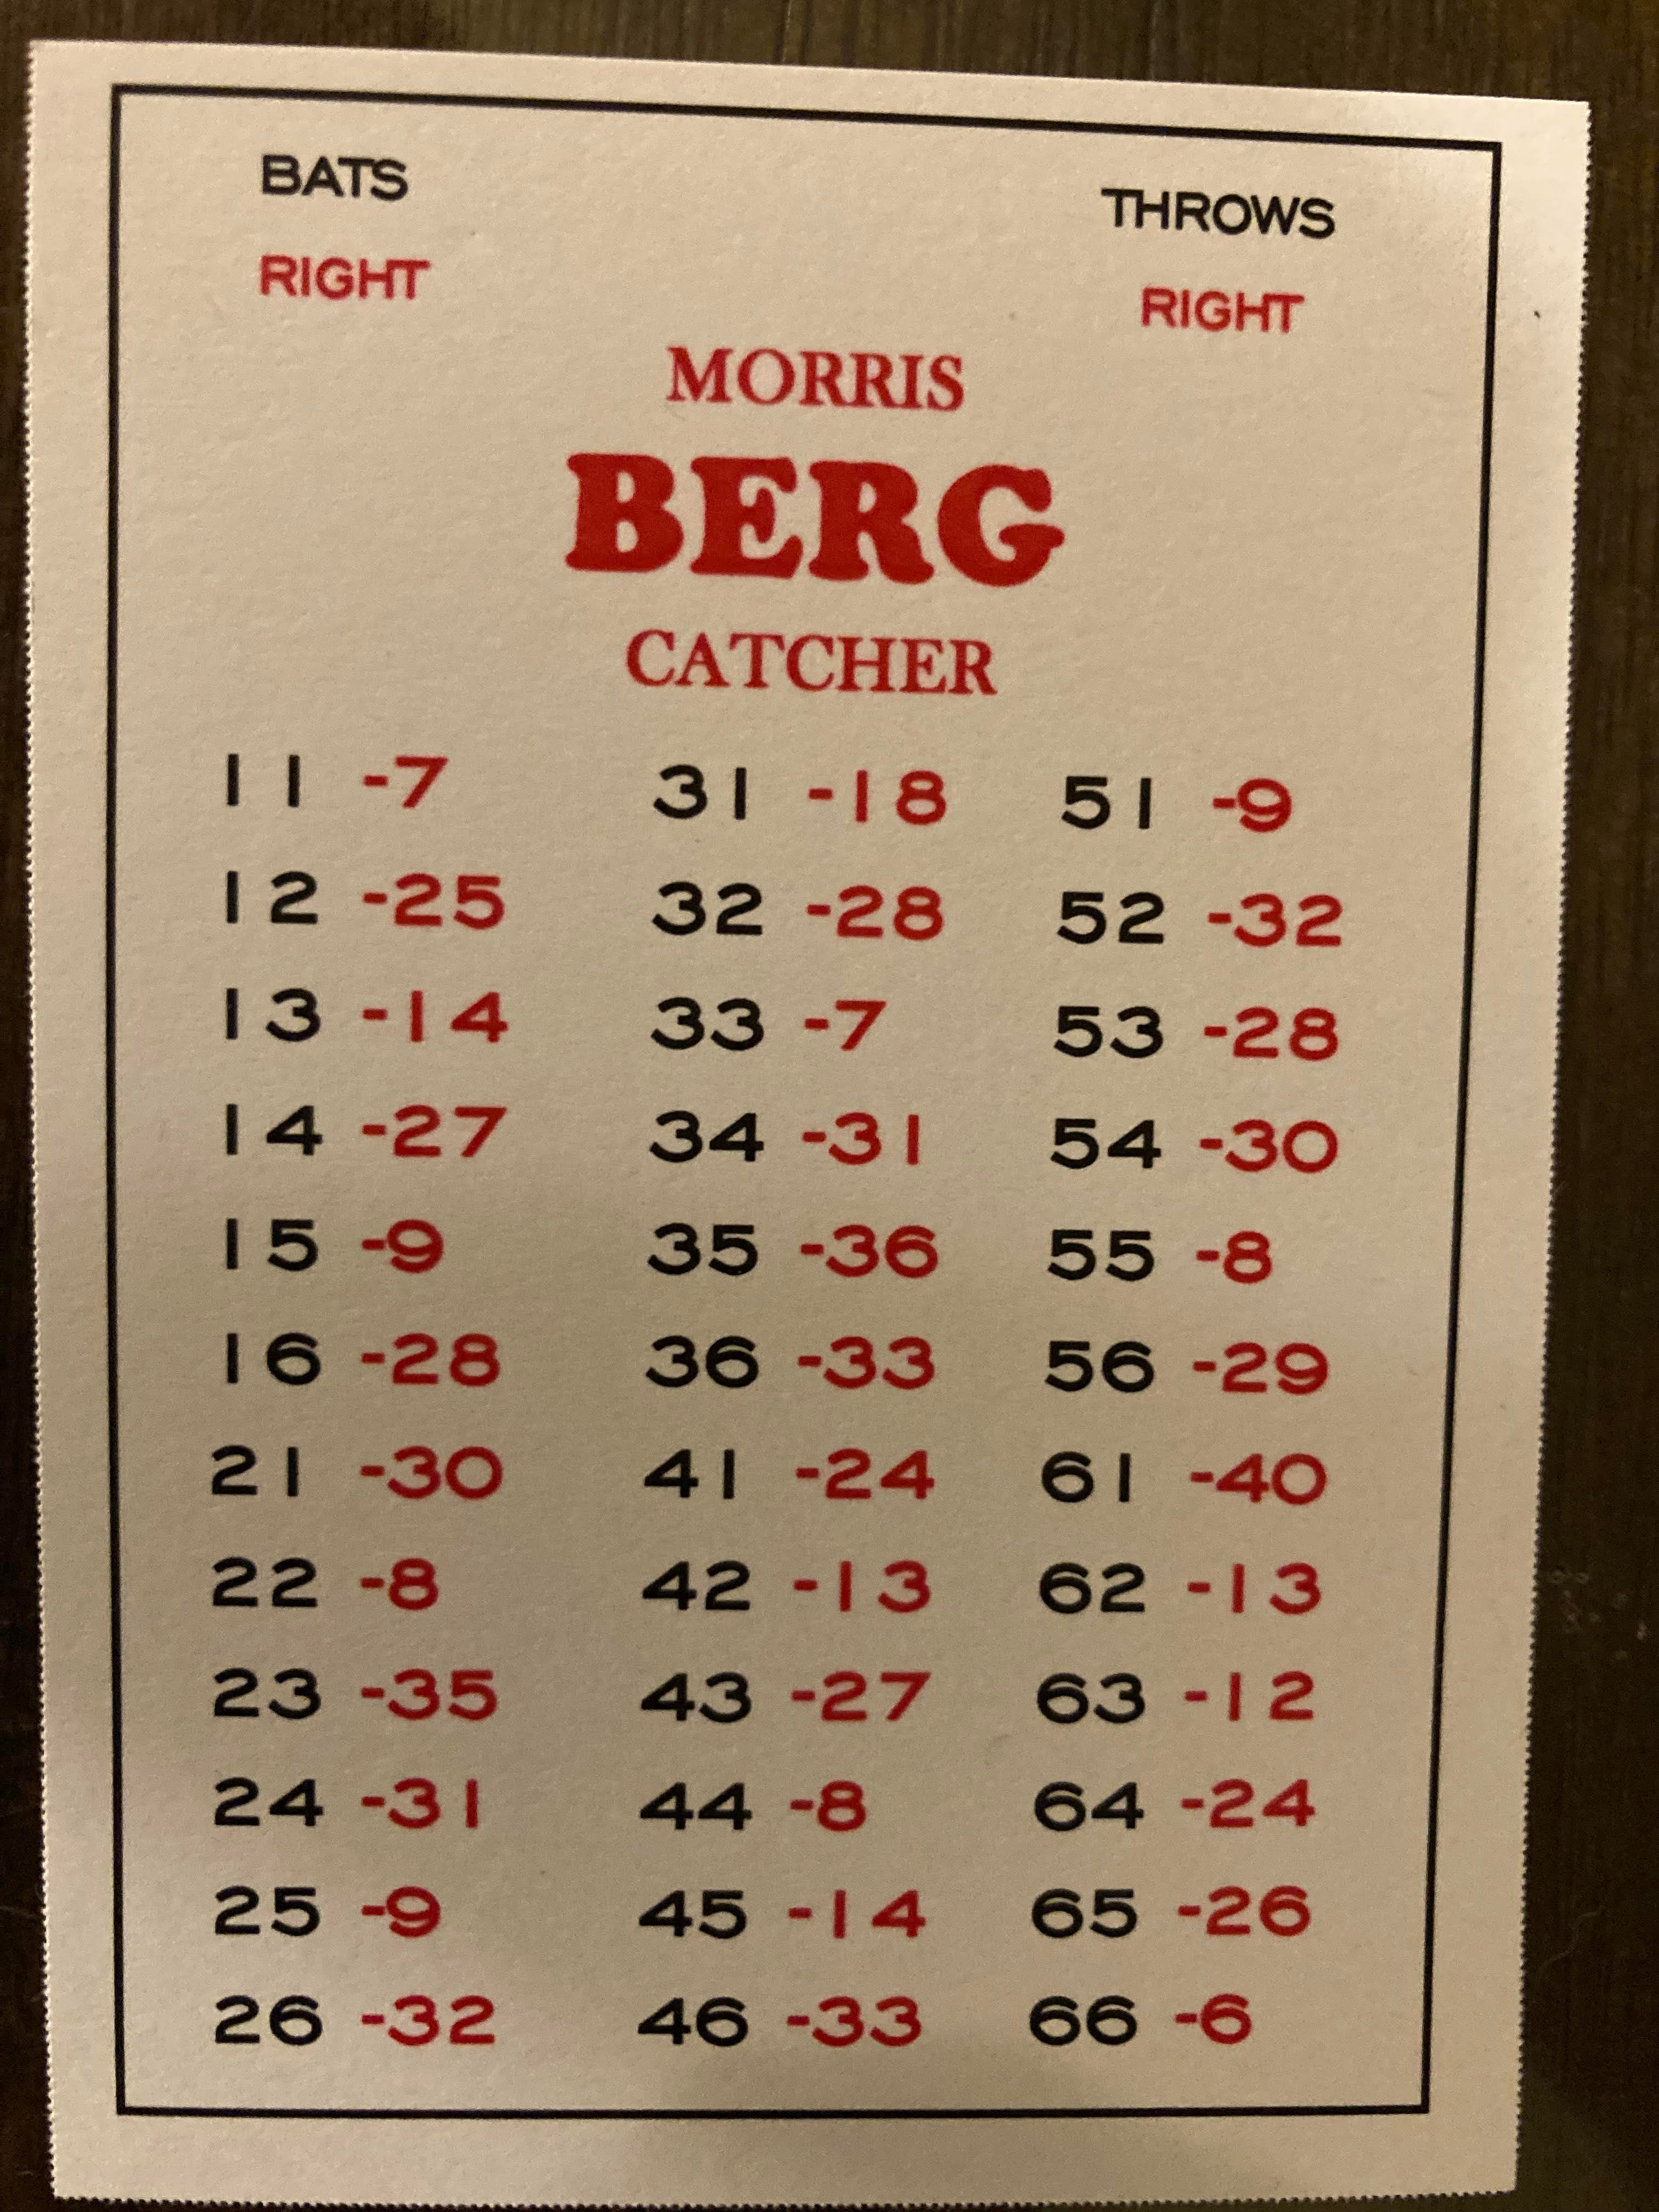 BATS THROWS
RIGHT RIGHT
MORRIS
BERG
CATCHER
11 -7 31 -18 51 -9
12 -25 32 -28 52 -32
13 -14 33 -7 53 -28
14 -27 34 -31 54 -30
15 -9 35 -36 55 -8
16 -28 36 -33 56 -29
21 -30 41 -24 61 -40
22 -8 42 -13 62 -13
23 -35 43 -27 63 -12
24 -31 44 -8 64 -24
25 -9 45 -14 65 -26
26 -32 46 -33 66 -6